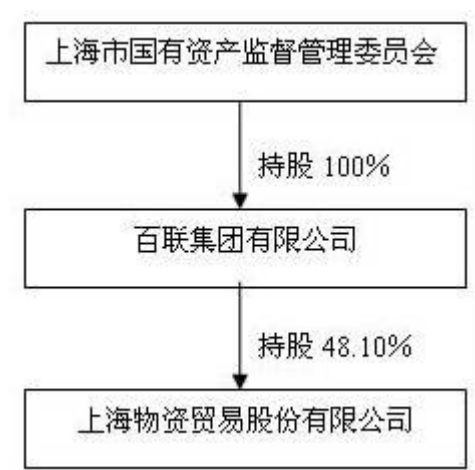 上海市国有资产监督管理委员会
持股 100%
百联集团有限公司
持股 48.10%
上海物资贸易股份有限公司